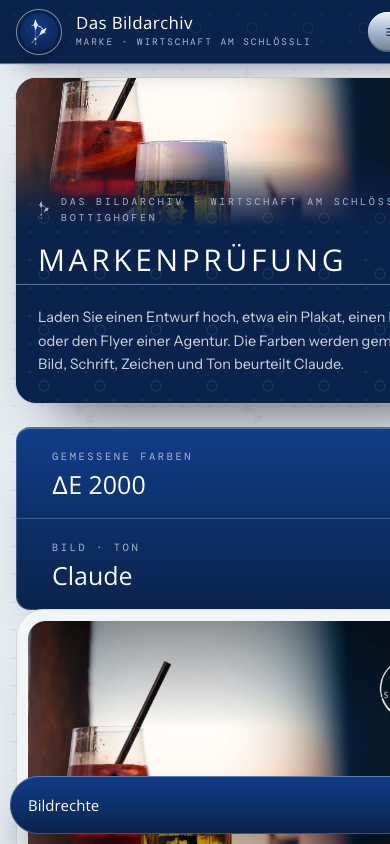 Das Bildarchiv
MARKE · WIRTSCHAFT AM SCHLÖSSLI
DAS BILDARCHIV · WIRTSCHAFT AM SCHLÖSS
BOTTIGHOFEN
MARKENPRÜFUNG
Laden Sie einen Entwurf hoch, etwa ein Plakat, einen
oder den Flyer einer Agentur. Die Farben werden gem
Bild, Schrift, Zeichen und Ton beurteilt Claude.
GEMESSENE FARBEN
ΔE 2000
BILD · TON
Claude
S
Bildrechte